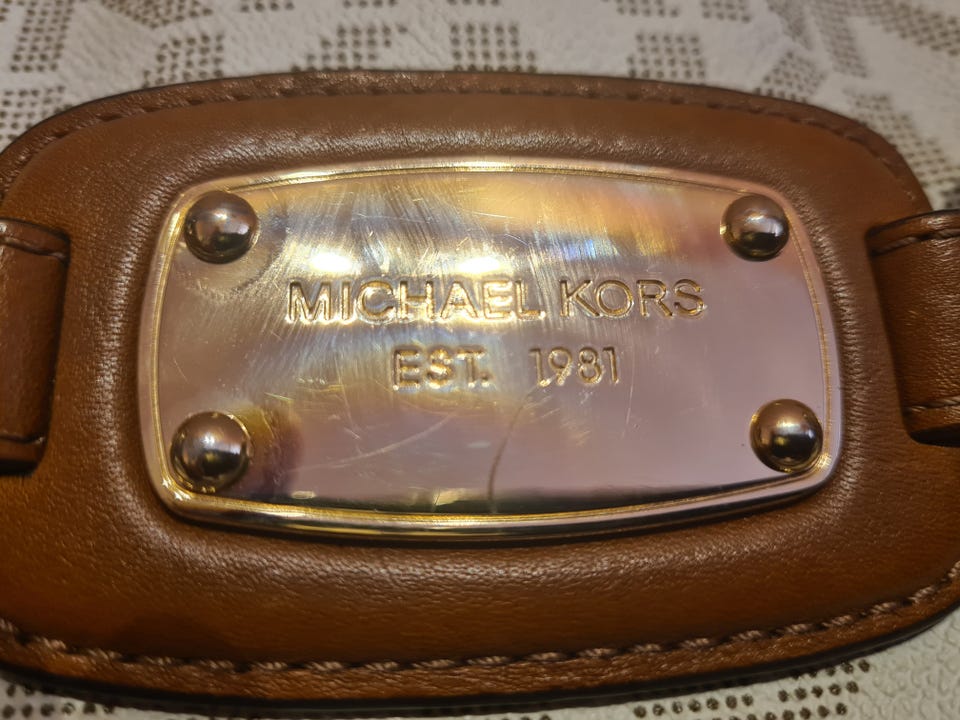 MICHAEL KORS
EST. 1981